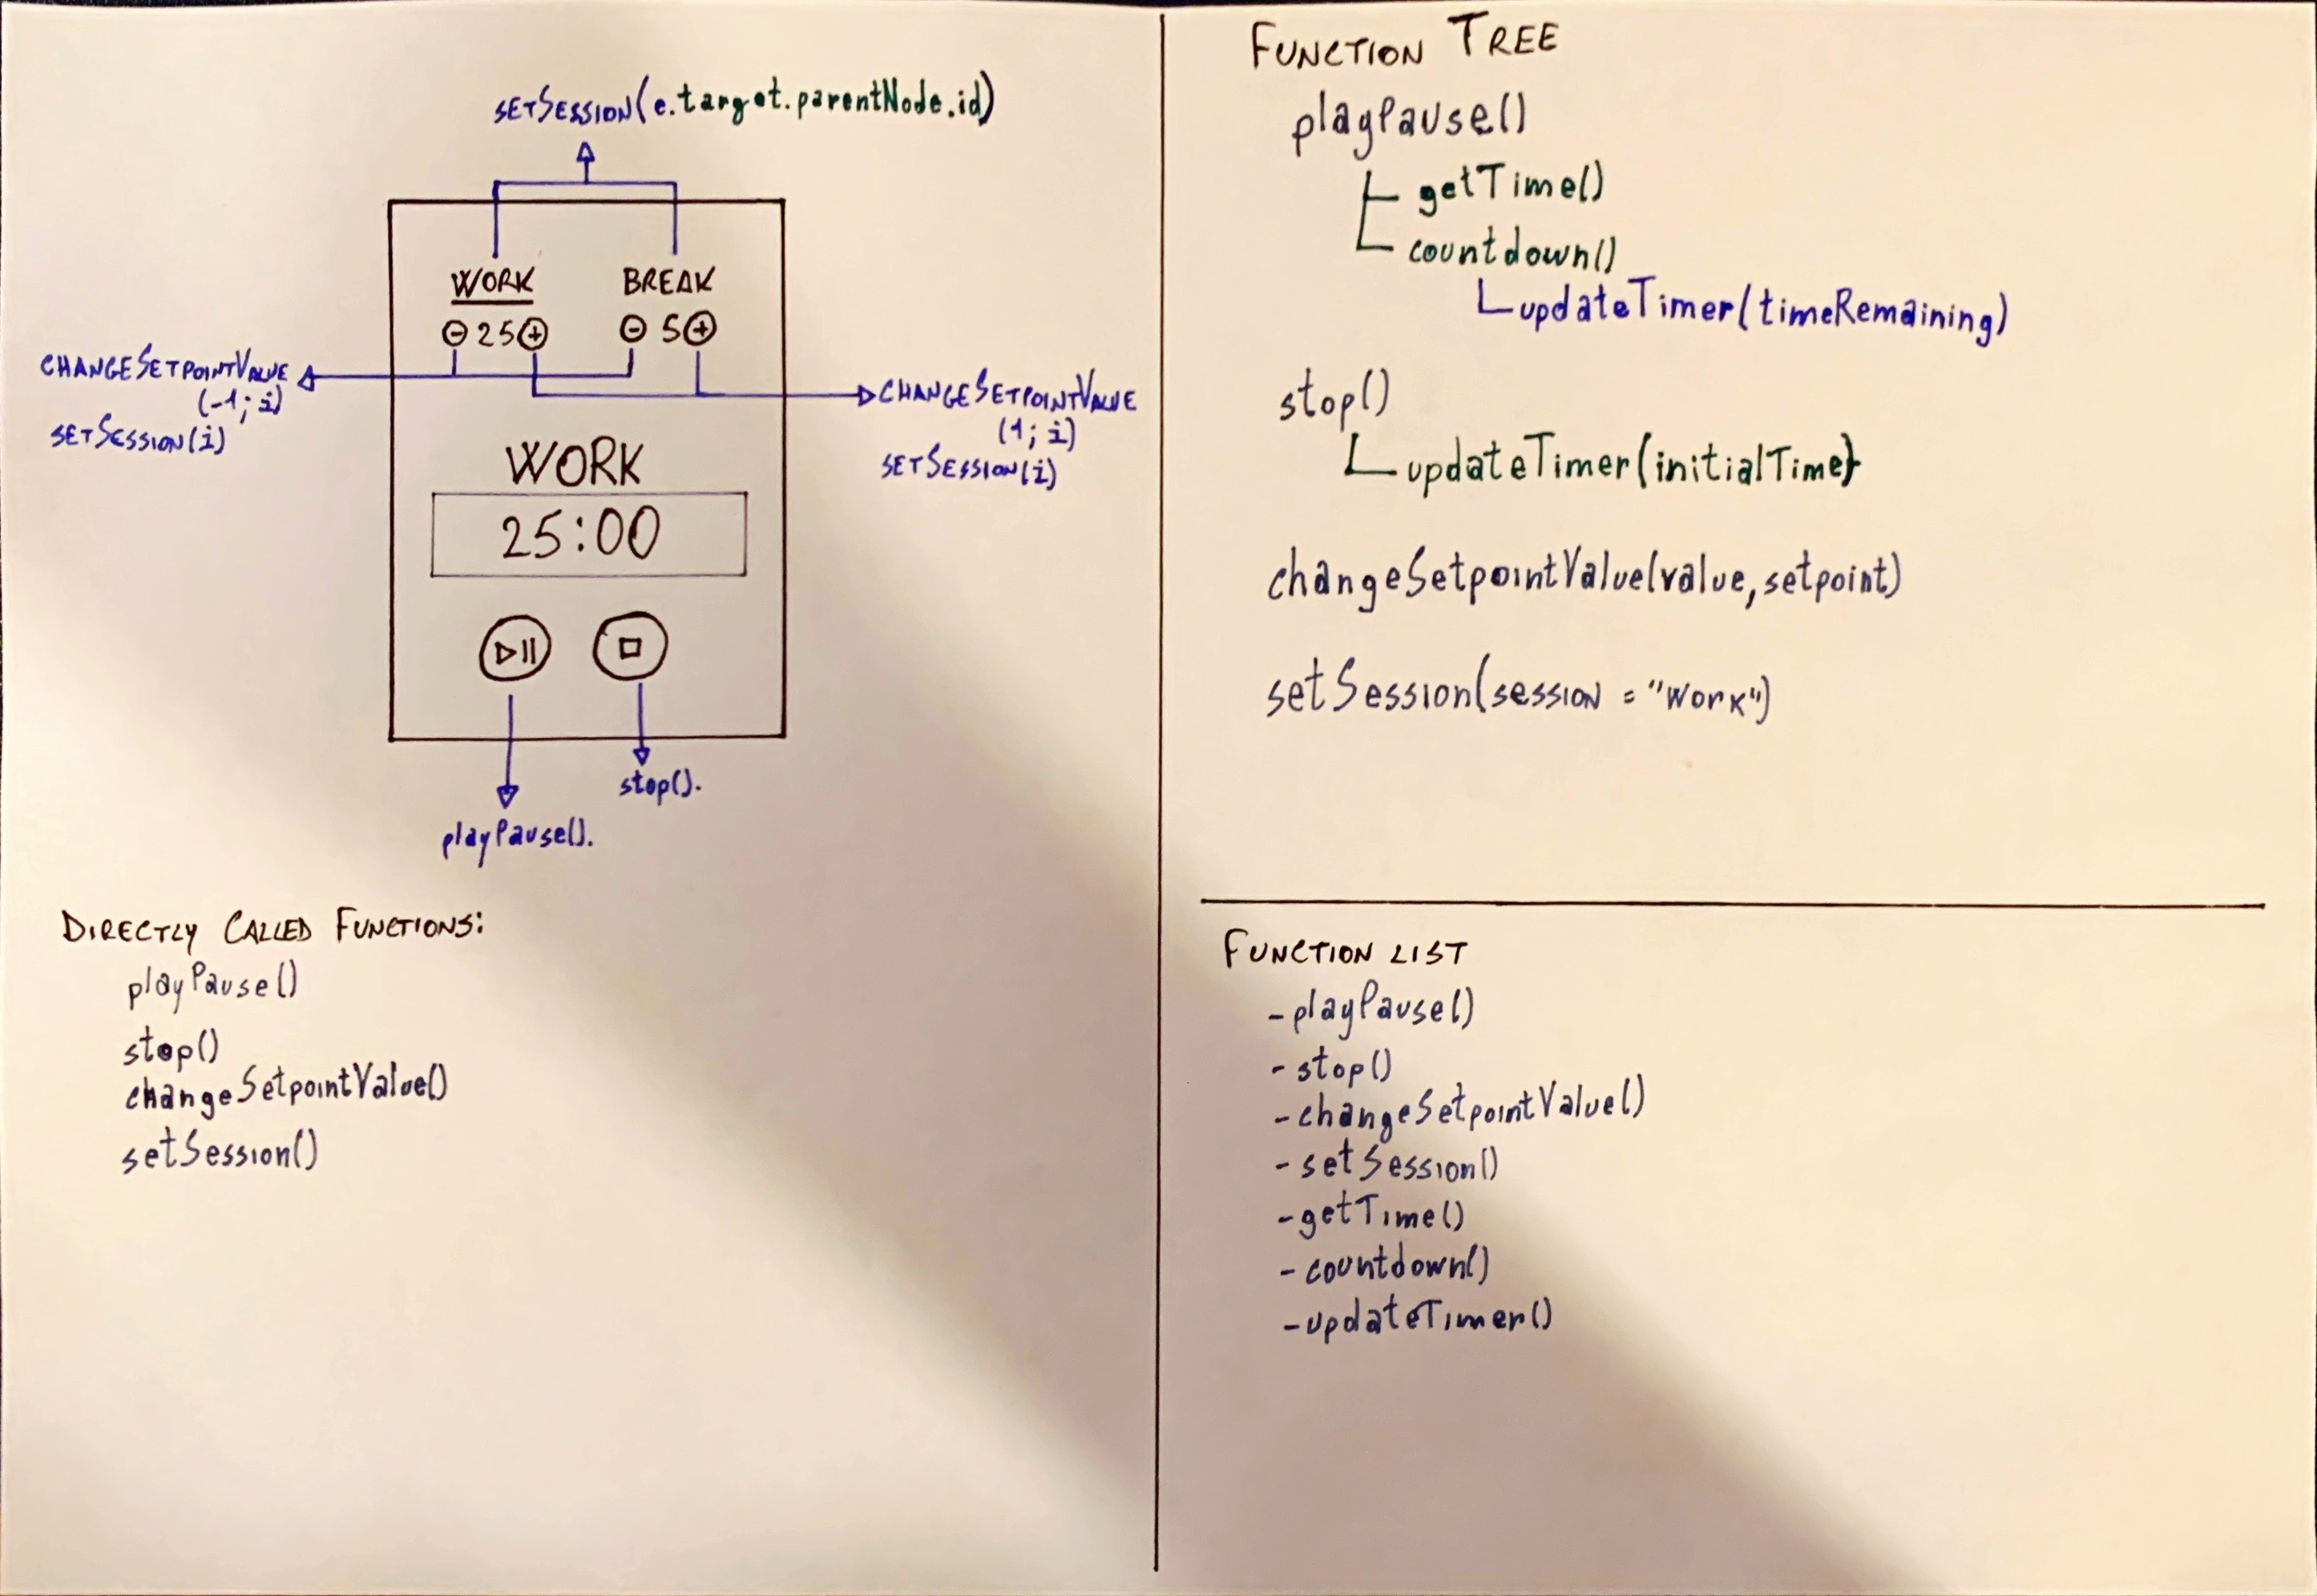 SETSESSION(e.target.parentNode.id)
WORK BREAK
- 25 + - 5 +
CHANGESETPOINTVALUE
(-1; i)
SETSESSION(i)
CHANGESETPOINTVALUE
(1; i)
SETSESSION(i)
WORK
25:00
stop().
playPause().
DIRECTLY CALLED FUNCTIONS:
playPause()
stop()
changeSetpointValue()
setSession()
FUNCTION TREE
playPause()
getTime()
countdown()
updateTimer(timeRemaining)
stop()
updateTimer(initialTime)
changeSetpointValue(value, setpoint)
setSession(session = "work")
FUNCTION LIST
- playPause()
- stop()
- changeSetpointValue()
- setSession()
- getTime()
- countdown()
- updateTimer()